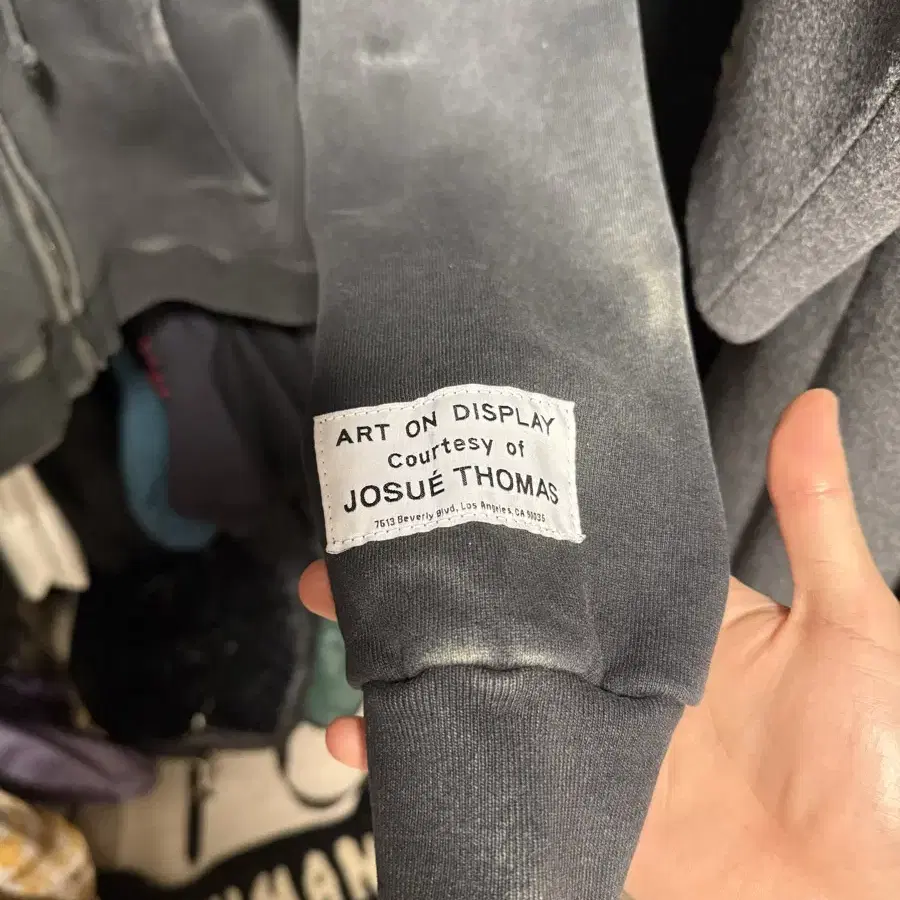 ART ON DISPLAY
Courtesy of
JOSUÉ THOMAS
7613 Beverly Blvd, Los Angeles, CA 90036